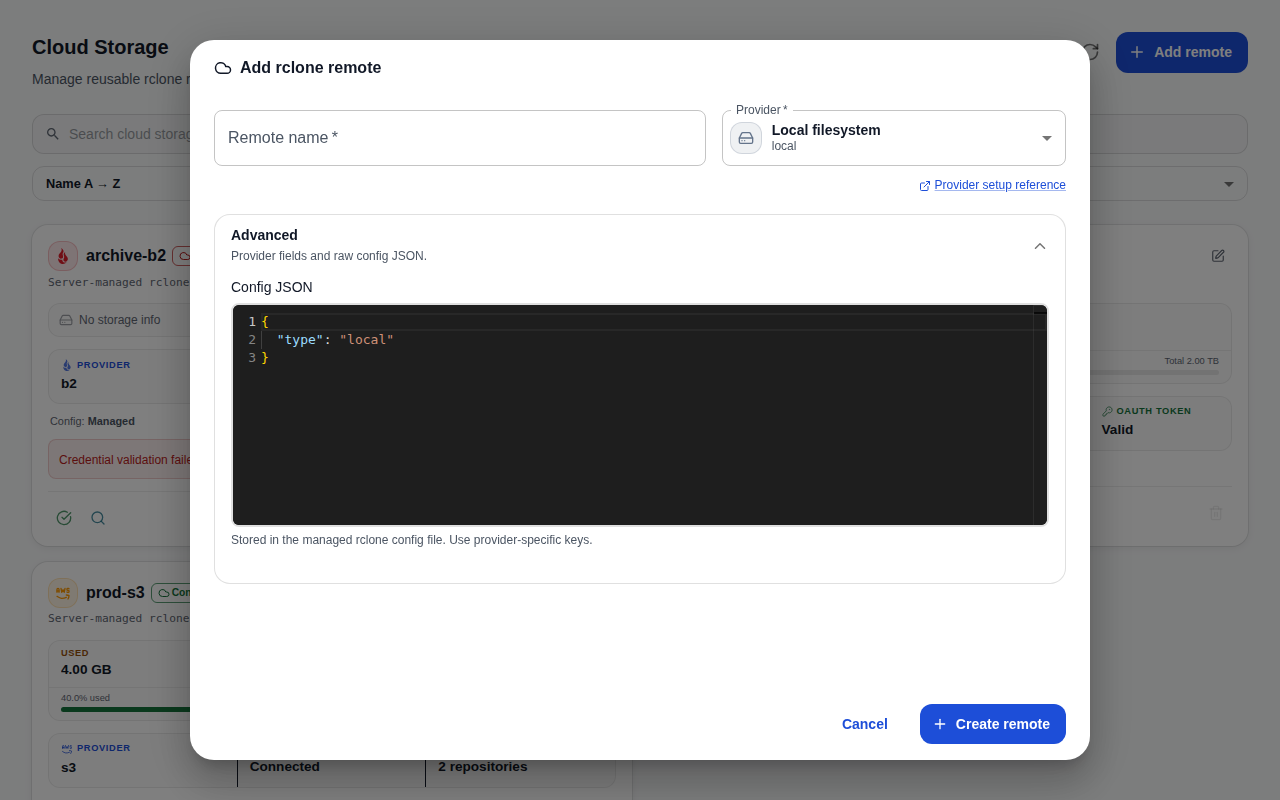 Cloud Storage
Manage reusable rclone r
Add remote
Search cloud storag
Name A → Z
archive-b2
Server-managed rclone
No storage info
PROVIDER
b2
Config: Managed
Credential validation faile
prod-s3
Con
Server-managed rclone
USED
4.00 GB
40.0% used
PROVIDER
s3
Connected
2 repositories
Total 2.00 TB
OAUTH TOKEN
Valid
Add rclone remote
Remote name *
Provider *
Local filesystem
local
Provider setup reference
Advanced
Provider fields and raw config JSON.
Config JSON
1 {
2   "type": "local"
3 }
Stored in the managed rclone config file. Use provider-specific keys.
Cancel
Create remote